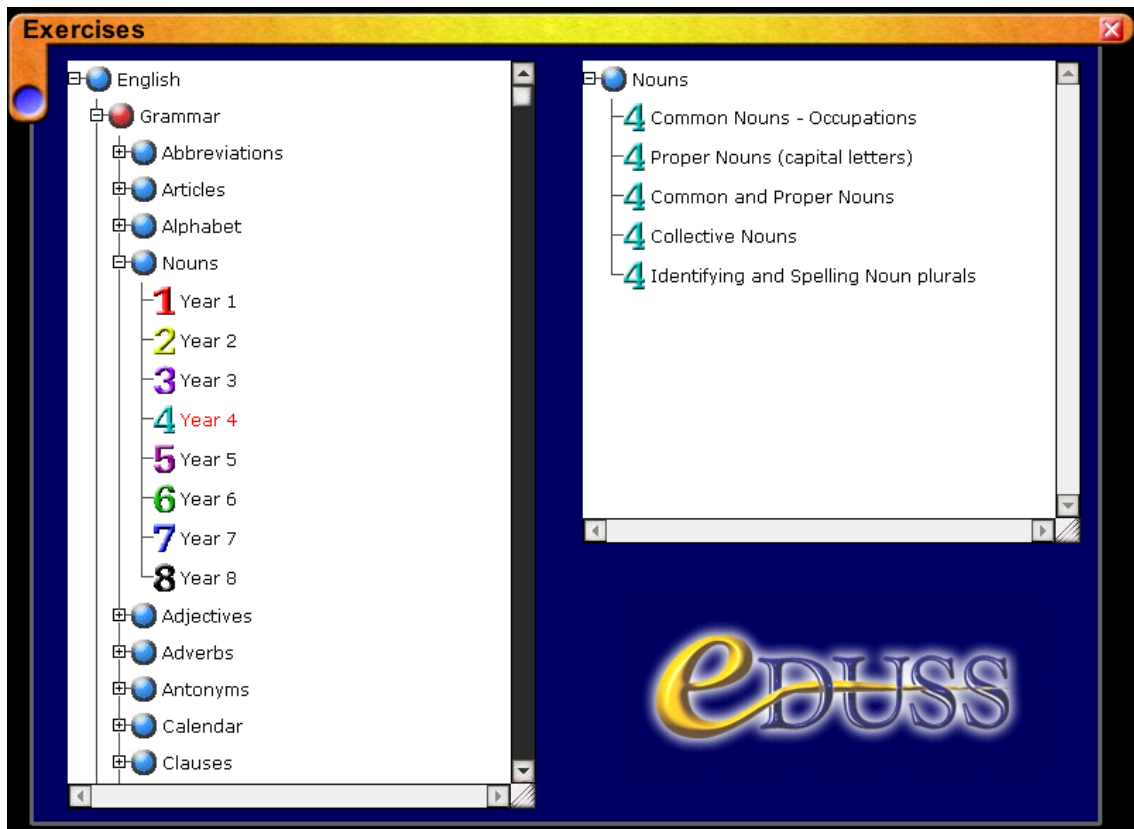 Exercises
English
Grammar
Abbreviations
Articles
Alphabet
Nouns
1 Year 1
2 Year 2
3 Year 3
4 Year 4
5 Year 5
6 Year 6
7 Year 7
8 Year 8
Adjectives
Adverbs
Antonyms
Calendar
Clauses
Nouns
4 Common Nouns - Occupations
4 Proper Nouns (capital letters)
4 Common and Proper Nouns
4 Collective Nouns
4 Identifying and Spelling Noun plurals
eDUSS